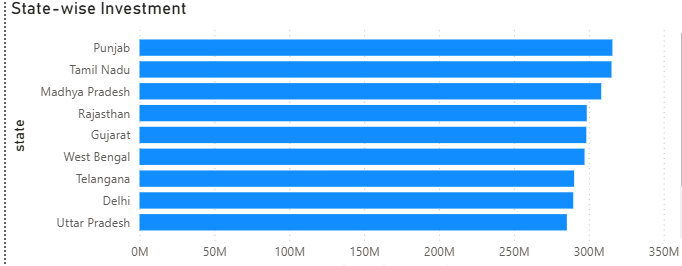 State-wise Investment
state
Punjab
Tamil Nadu
Madhya Pradesh
Rajasthan
Gujarat
West Bengal
Telangana
Delhi
Uttar Pradesh
0M 50M 100M 150M 200M 250M 300M 350M